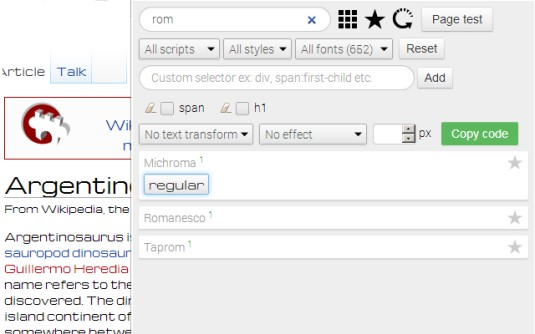 rom × Page test
All scripts All styles All fonts (652) Reset
Article Talk
Custom selector ex: div, span:first-child etc. Add
span h1
Wi
No text transform No effect px Copy code
Michroma 1
regular
Argentin
From Wikipedia, the
Romanesco 1
Argentinosaurus i
sauropod dinosaur
Taprom 1
Guillermo Heredia
name refers to the
discovered. The di
island continent of
somewhere betwe